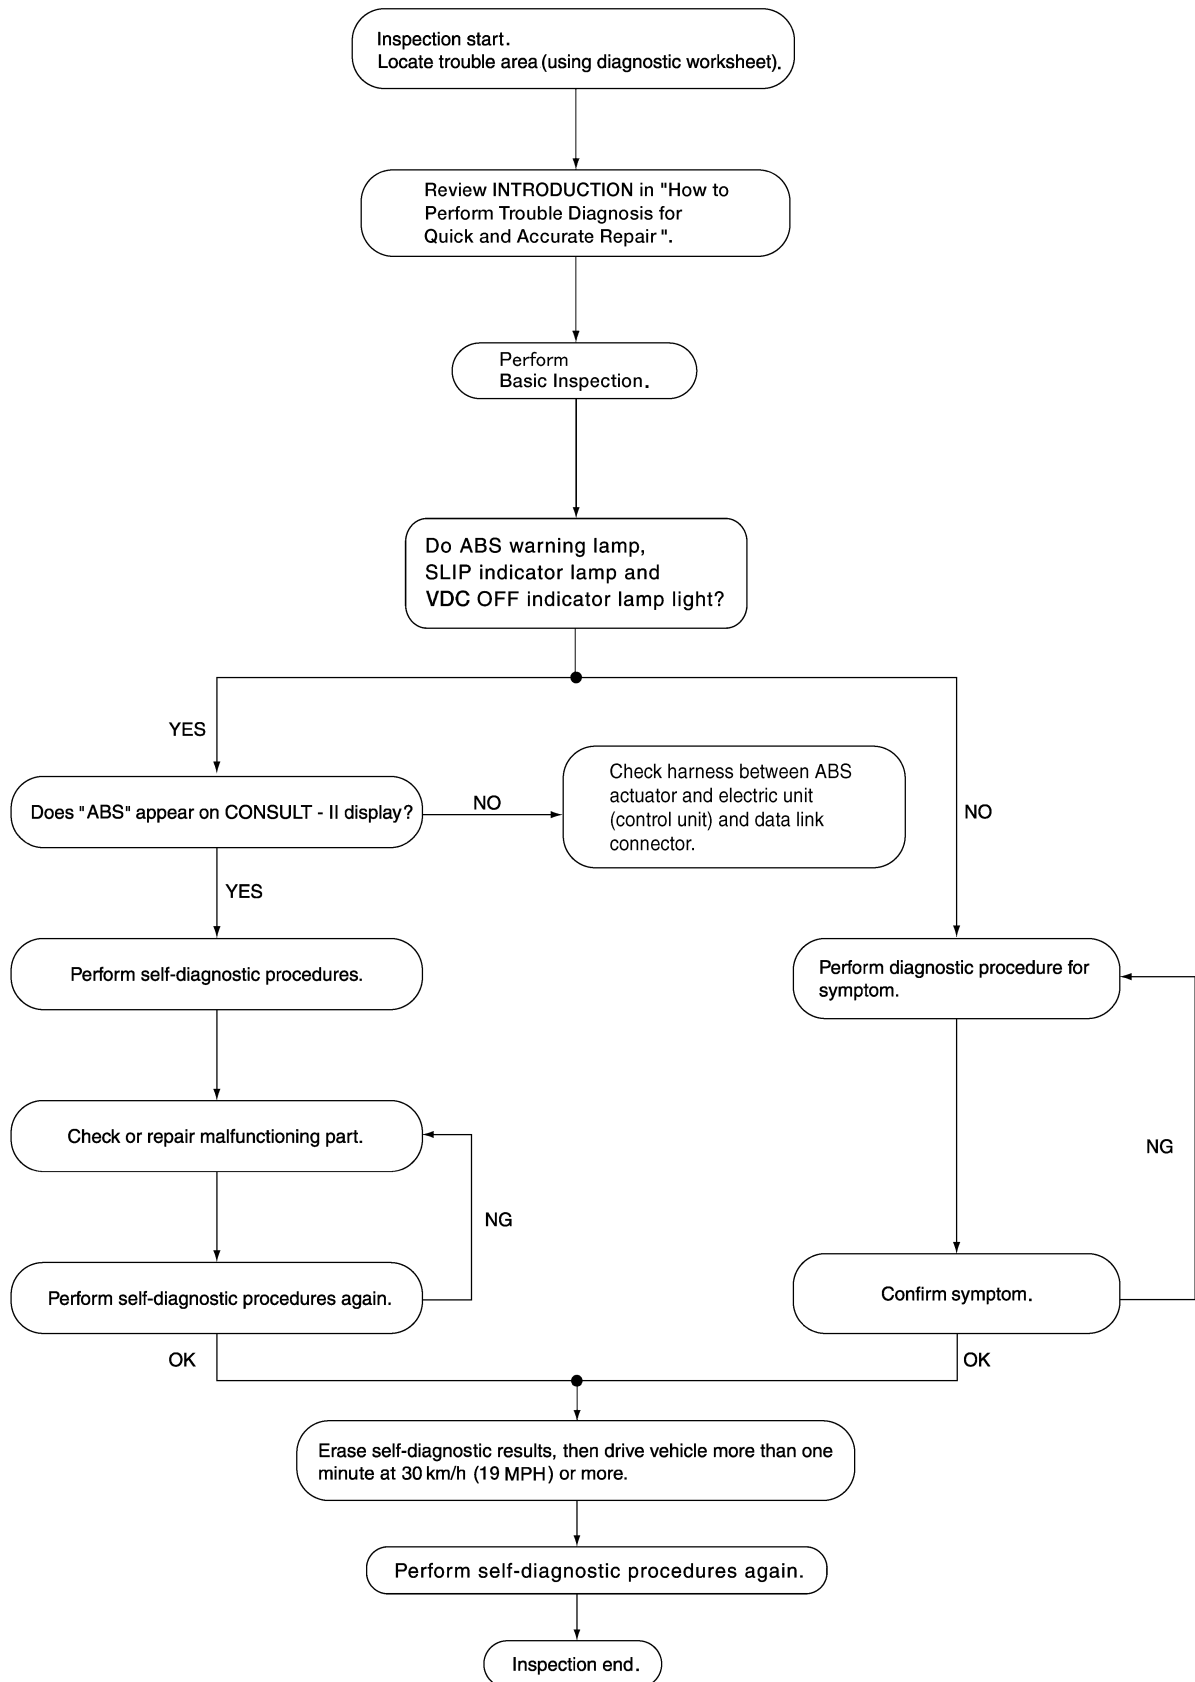 Inspection start.
Locate trouble area (using diagnostic worksheet).
Review INTRODUCTION in "How to
Perform Trouble Diagnosis for
Quick and Accurate Repair ".
Perform
Basic Inspection.
Do ABS warning lamp,
SLIP indicator lamp and
VDC OFF indicator lamp light?
YES
Does "ABS" appear on CONSULT - II display?
NO
Check harness between ABS
actuator and electric unit
(control unit) and data link
connector.
NO
YES
Perform self-diagnostic procedures.
Perform diagnostic procedure for
symptom.
Check or repair malfunctioning part.
NG
NG
Perform self-diagnostic procedures again.
Confirm symptom.
OK
OK
Erase self-diagnostic results, then drive vehicle more than one
minute at 30 km/h (19 MPH) or more.
Perform self-diagnostic procedures again.
Inspection end.